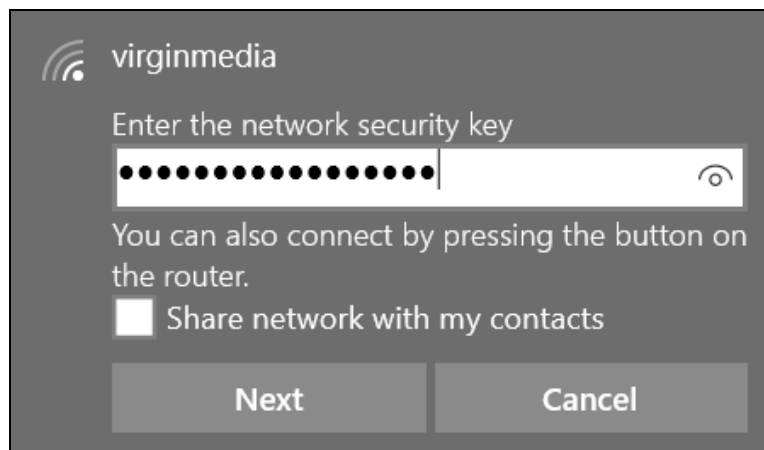 virginmedia
Enter the network security key
•••••••••••••••••
You can also connect by pressing the button on
the router.
Share network with my contacts
Next
Cancel